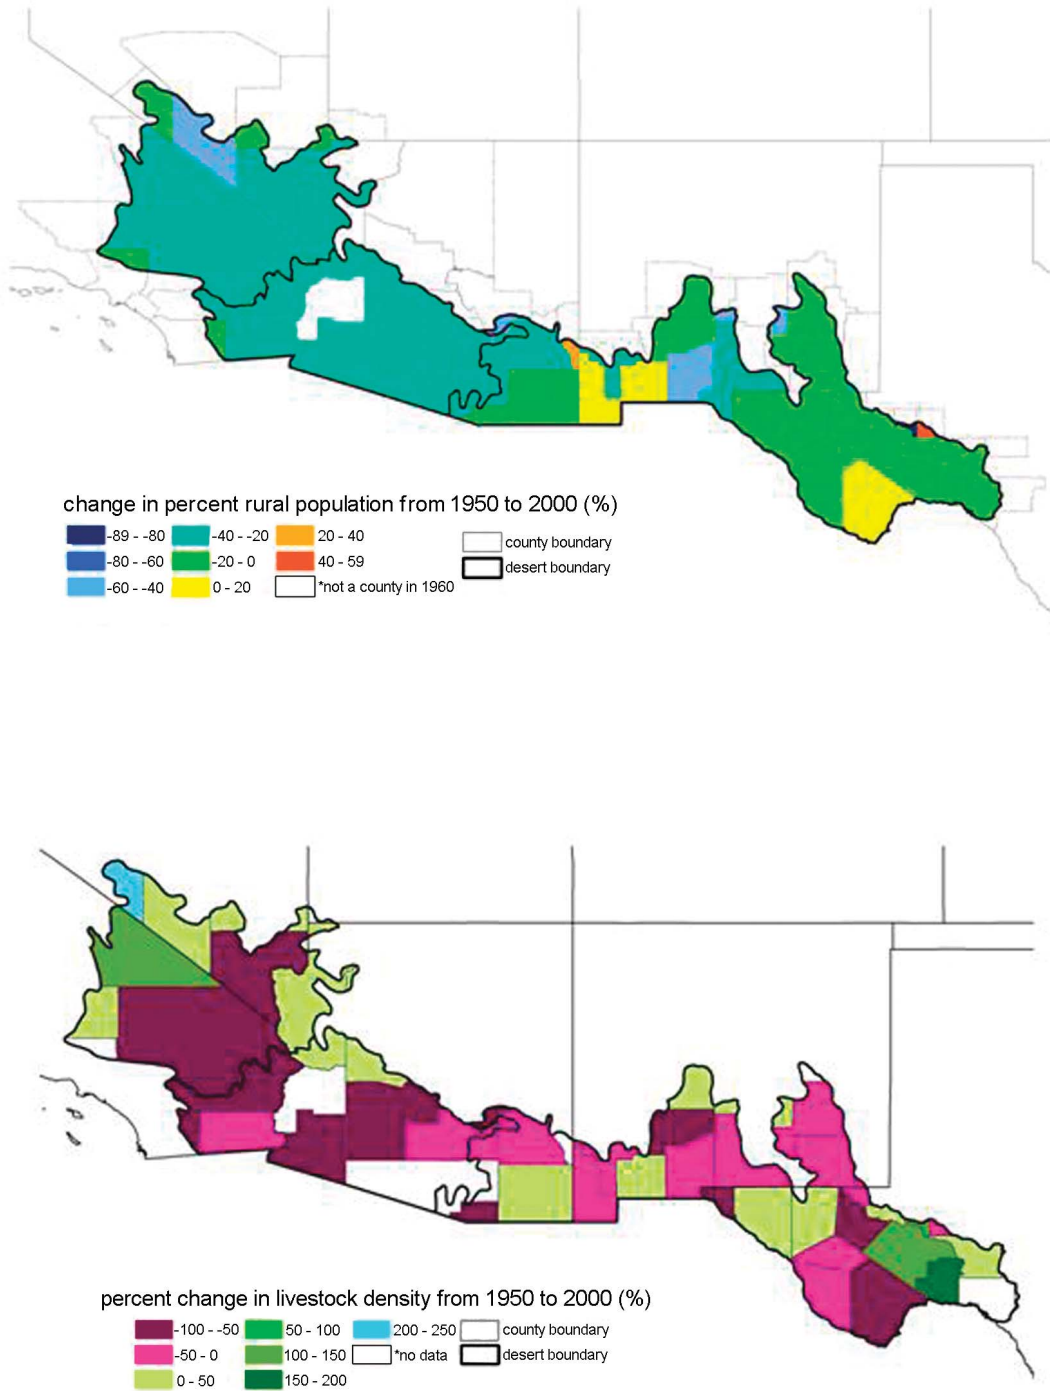 change in percent rural population from 1950 to 2000 (%)
-89 - -80
-40 - -20
20 - 40
county boundary
-80 - -60
-20 - 0
40 - 59
desert boundary
-60 - -40
0 - 20
*not a county in 1960
percent change in livestock density from 1950 to 2000 (%)
-100 - -50
50 - 100
200 - 250
county boundary
-50 - 0
100 - 150
*no data
desert boundary
0 - 50
150 - 200